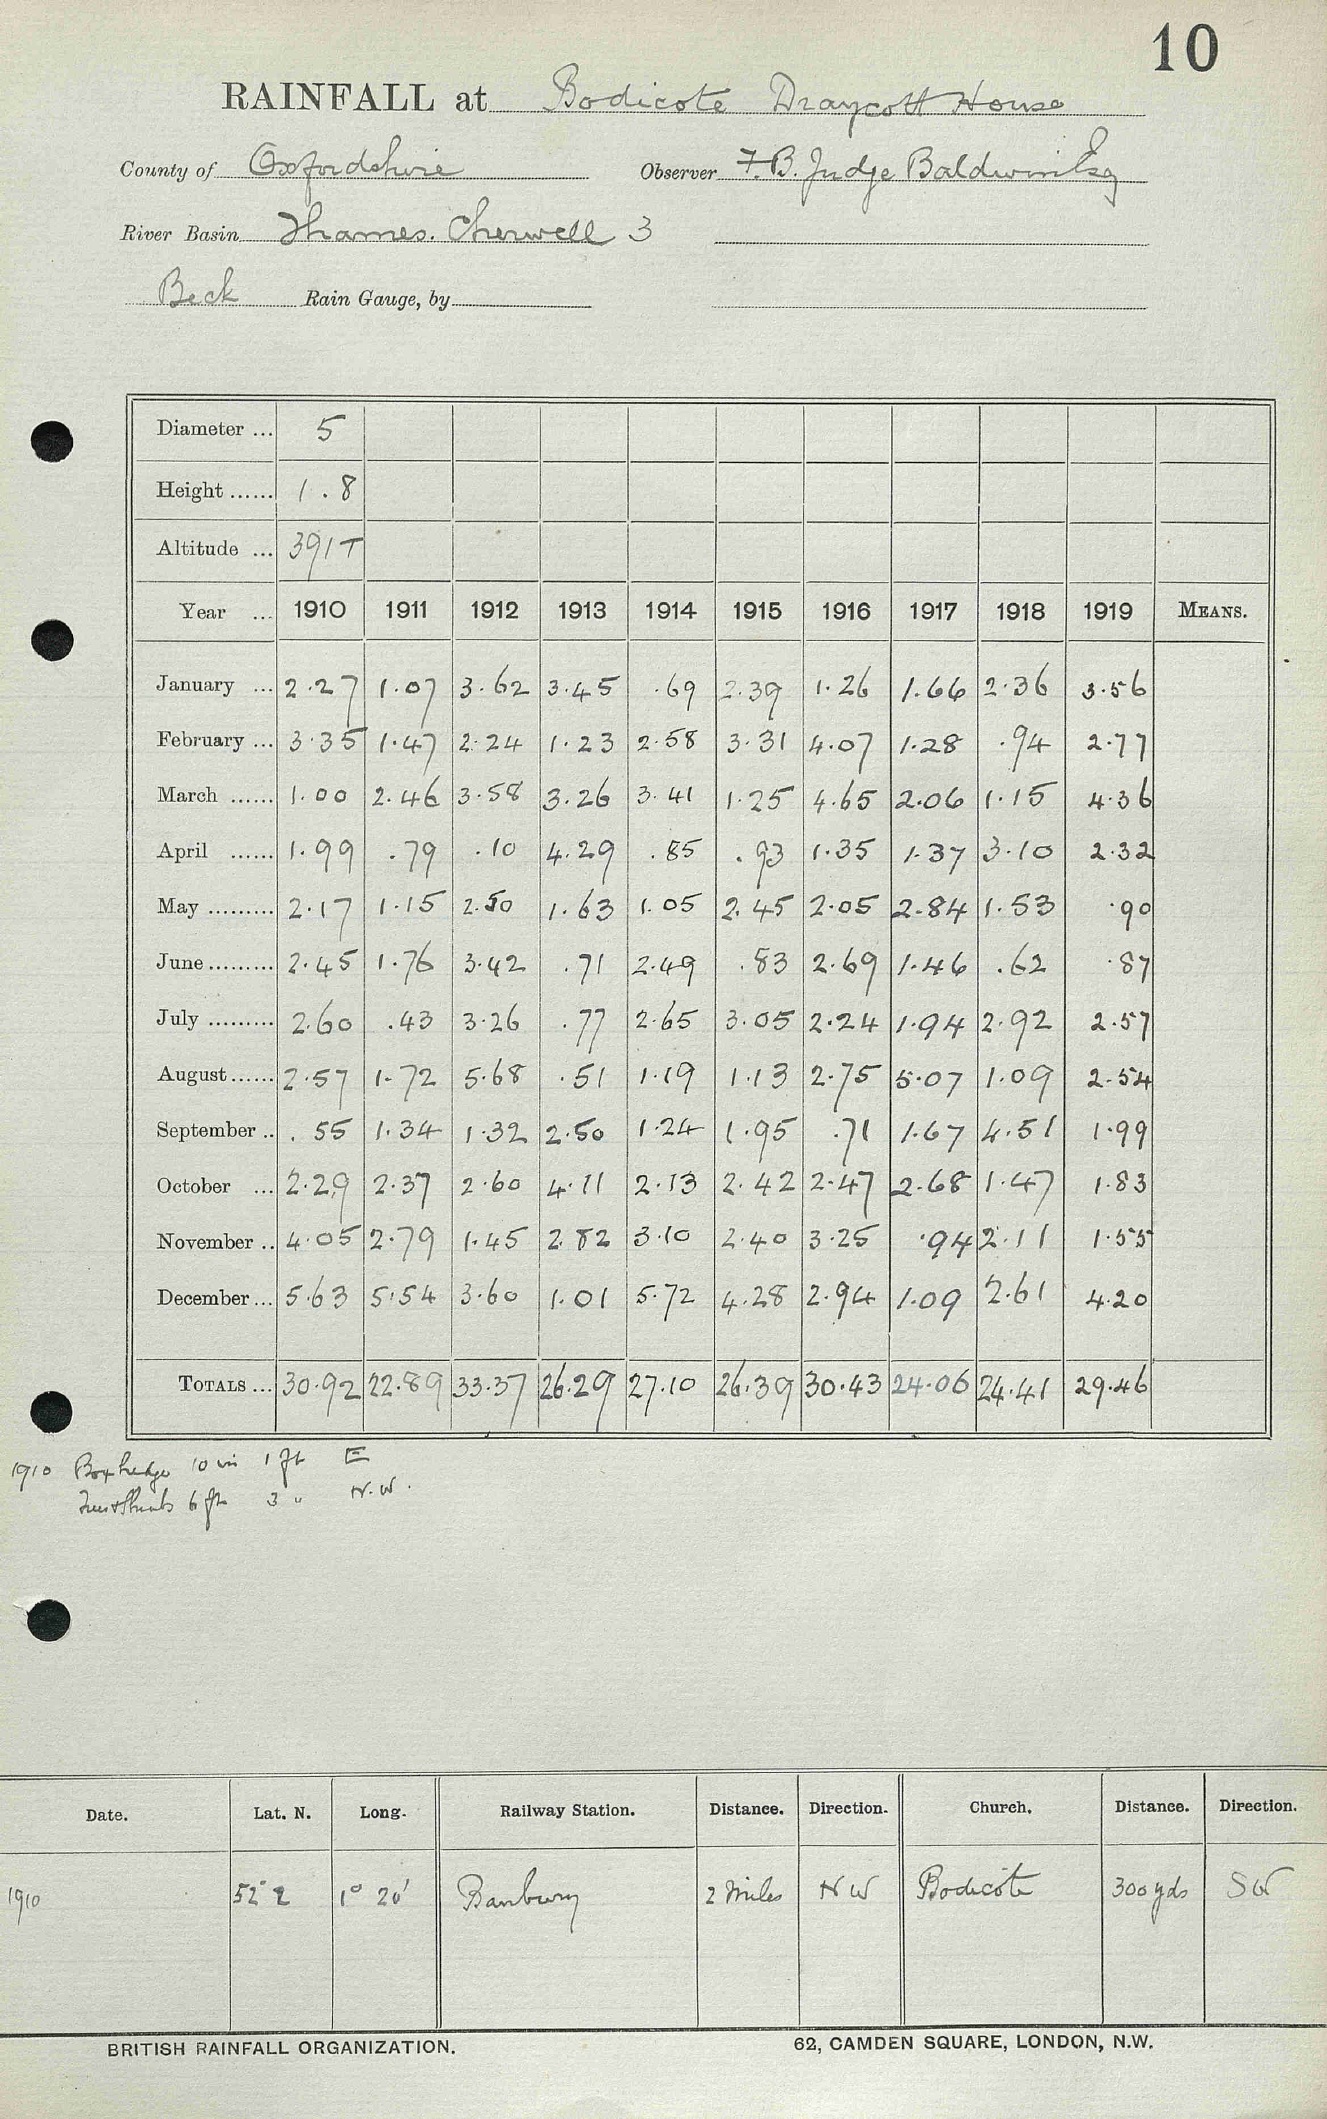 10
RAINFALL at Bodicote Draycott House
County of Oxfordshire Observer F.B. Judge Baldwin Esq
River Basin Thames. Cherwell 3
Beck Rain Gauge, by
Diameter ... 5
Height ...... 1.8
Altitude ... 391T
Year ... 1910 1911 1912 1913 1914 1915 1916 1917 1918 1919 MEANS.
January ... 2.27 1.07 3.62 3.45 .69 2.39 1.26 1.66 2.36 3.56
February ... 3.35 1.47 2.24 1.23 2.58 3.31 4.07 1.28 .94 2.77
March ...... 1.00 2.46 3.58 3.26 3.41 1.25 4.65 2.06 1.15 4.36
April ...... 1.99 .79 .10 4.29 .85 .93 1.35 1.37 3.10 2.32
May ......... 2.17 1.15 2.50 1.63 1.05 2.45 2.05 2.84 1.53 .90
June ......... 2.45 1.76 3.42 .71 2.49 .83 2.69 1.46 .62 .87
July ......... 2.60 .43 3.26 .77 2.65 3.05 2.24 1.94 2.92 2.57
August ...... 2.57 1.72 5.68 .51 1.19 1.13 2.75 5.07 1.09 2.54
September .. .55 1.34 1.32 2.50 1.24 1.95 .71 1.67 4.51 1.99
October ... 2.29 2.37 2.60 4.11 2.13 2.42 2.47 2.68 1.47 1.83
November .. 4.05 2.79 1.45 2.82 3.10 2.40 3.25 .94 2.11 1.55
December ... 5.63 5.54 3.60 1.01 5.72 4.28 2.94 1.09 2.61 4.20
TOTALS ... 30.92 22.89 33.37 26.29 27.10 26.39 30.43 24.06 24.41 29.46
1910 Box hedge 10 in 1 ft E
Trees & Shrubs 6 ft 3 " N.W.
Date. Lat. N. Long. Railway Station. Distance. Direction. Church. Distance. Direction.
1910 52° 2 1° 20' Banbury 2 miles NW Bodicote 300 yds SW
BRITISH RAINFALL ORGANIZATION. 62, CAMDEN SQUARE, LONDON, N.W.